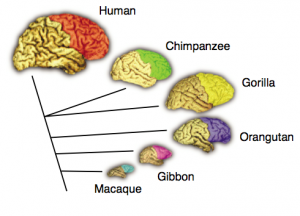 Human
Chimpanzee
Gorilla
Orangutan
Gibbon
Macaque